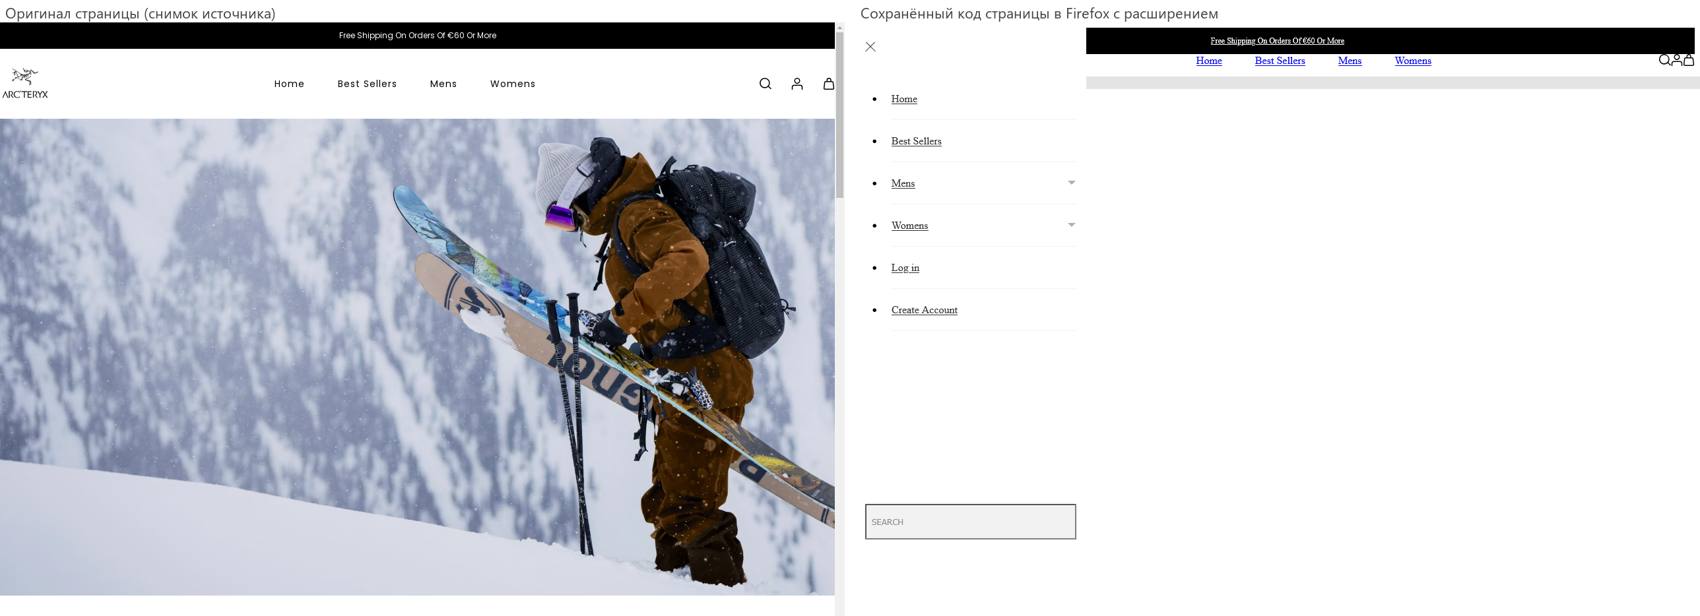 Оригинал страницы (снимок источника)
Free Shipping On Orders Of €60 Or More
ARC'TERYX
Home Best Sellers Mens Womens
Rossignol
Сохранённый код страницы в Firefox с расширением
Free Shipping On Orders Of €60 Or More
Home Best Sellers Mens Womens
Home
Best Sellers
Mens
Womens
Log in
Create Account
SEARCH